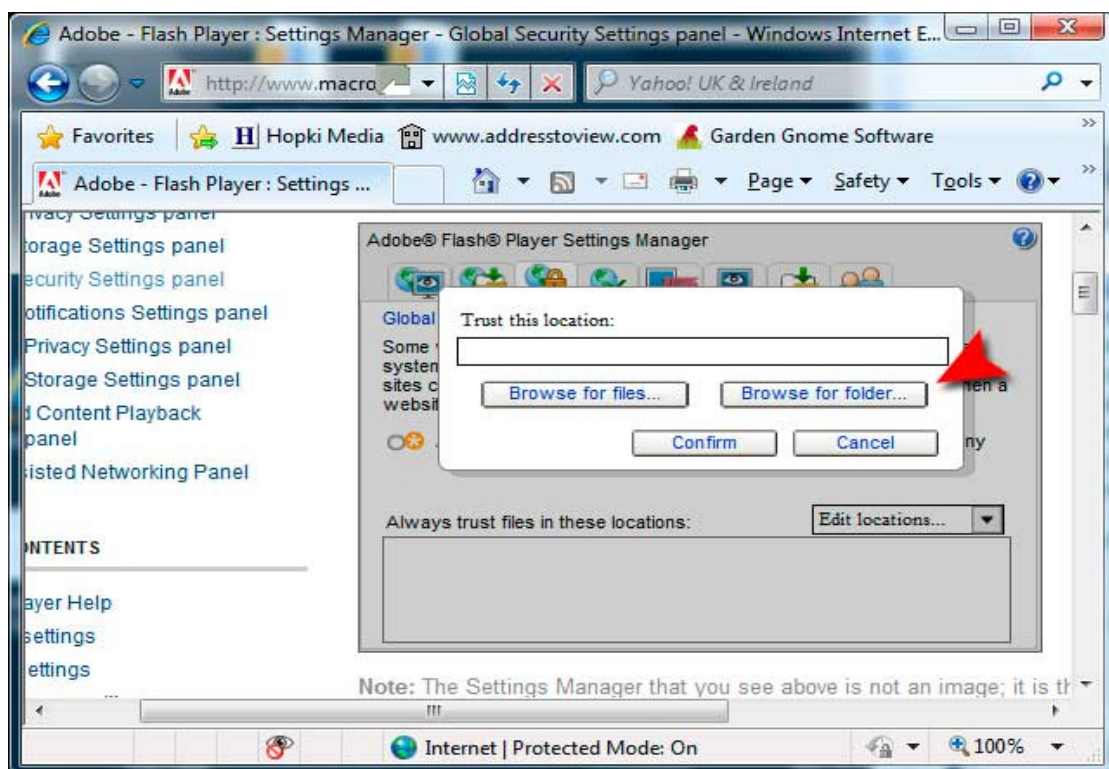 Adobe - Flash Player : Settings Manager - Global Security Settings panel - Windows Internet E...
http://www.macro
Yahoo! UK & Ireland
Favorites
Hopki Media
www.addresstoview.com
Garden Gnome Software
Adobe - Flash Player : Settings ...
Page
Safety
Tools
ivacy Settings panel
torage Settings panel
ecurity Settings panel
otifications Settings panel
Privacy Settings panel
Storage Settings panel
d Content Playback
panel
sisted Networking Panel
ONTENTS
ayer Help
settings
ettings
Adobe® Flash® Player Settings Manager
Global
Some
system
sites c
websit
hen a
ny
Trust this location:
Browse for files...
Browse for folder...
Confirm
Cancel
Always trust files in these locations:
Edit locations...
Note: The Settings Manager that you see above is not an image; it is th
Internet | Protected Mode: On
100%